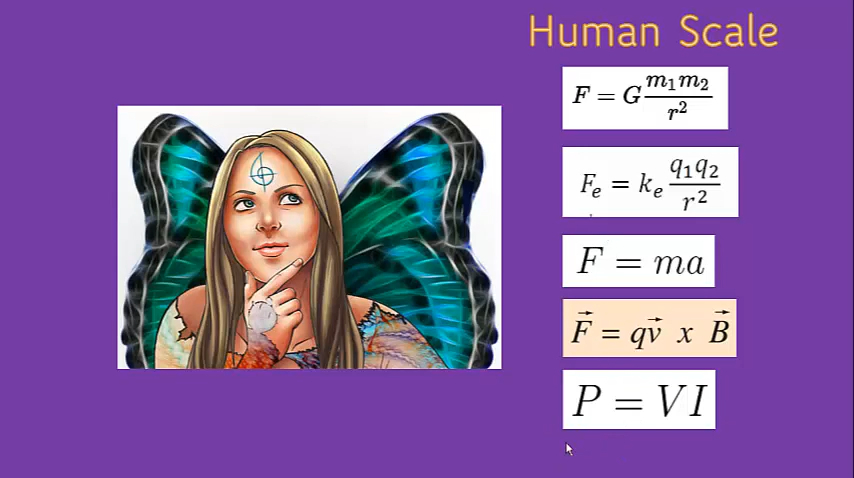 Human Scale
F = G m₁m₂ / r²
Fₑ = kₑ q₁q₂ / r²
F = ma
F⃗ = qv⃗ x B⃗
P = VI